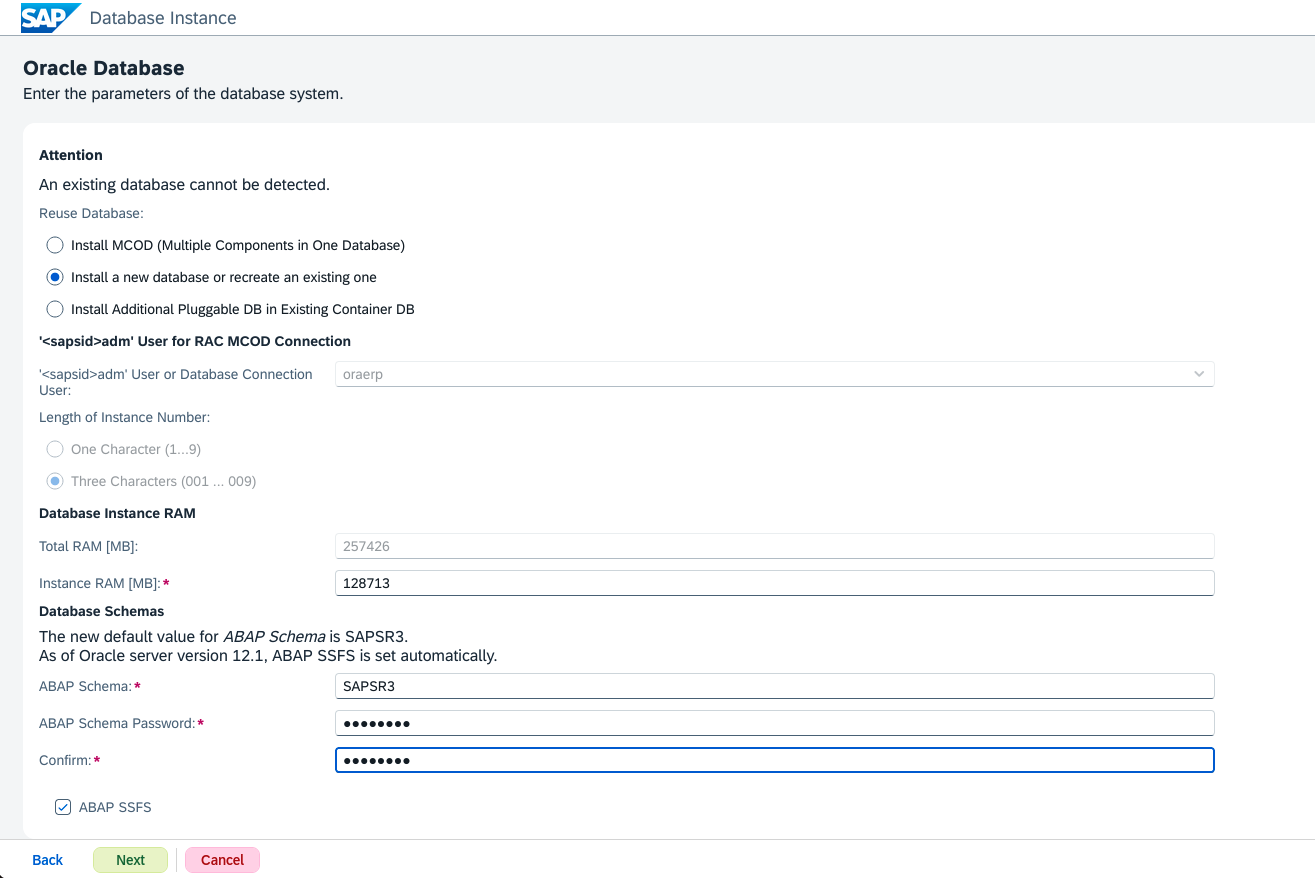 SAP Database Instance
Oracle Database
Enter the parameters of the database system.
Attention
An existing database cannot be detected.
Reuse Database:
Install MCOD (Multiple Components in One Database)
Install a new database or recreate an existing one
Install Additional Pluggable DB in Existing Container DB
'<sapsid>adm' User for RAC MCOD Connection
'<sapsid>adm' User or Database Connection
User:
oraerp
Length of Instance Number:
One Character (1...9)
Three Characters (001 ... 009)
Database Instance RAM
Total RAM [MB]: 257426
Instance RAM [MB]:* 128713
Database Schemas
The new default value for ABAP Schema is SAPSR3.
As of Oracle server version 12.1, ABAP SSFS is set automatically.
ABAP Schema:* SAPSR3
ABAP Schema Password:* ●●●●●●●●
Confirm:* ●●●●●●●●
ABAP SSFS
Back Next Cancel